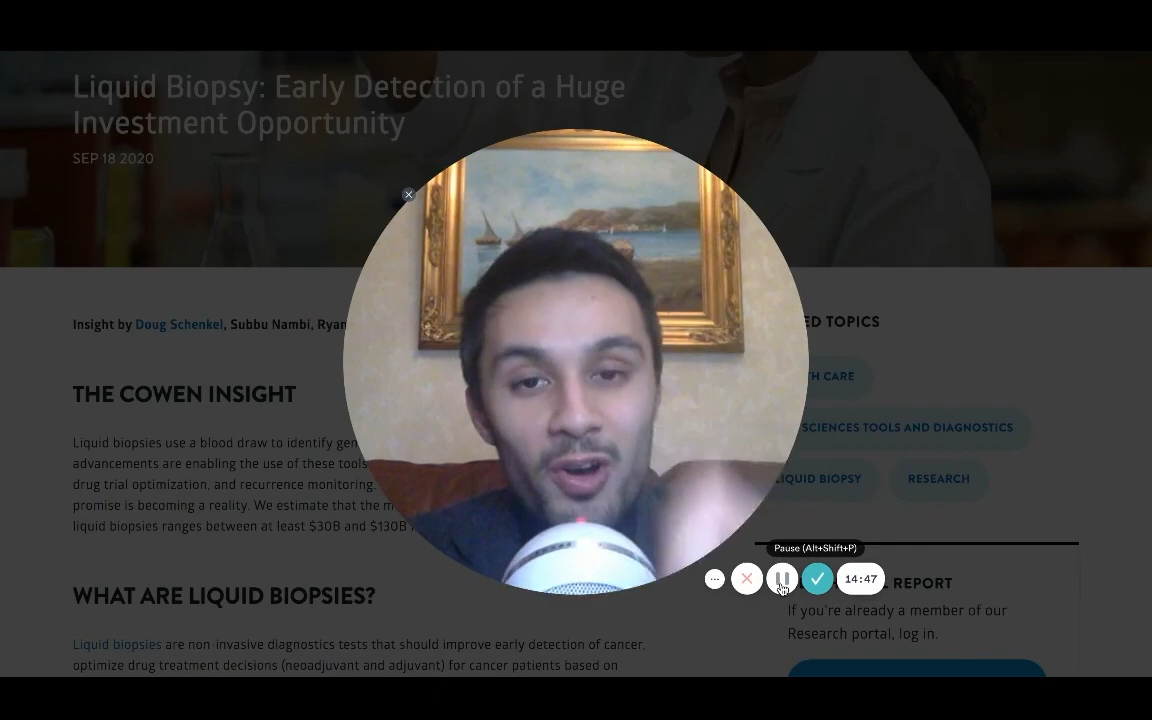 Liquid Biopsy: Early Detection of a Huge
Investment Opportunity
SEP 18 2020
Insight by Doug Schenkel, Subbu Nambi, Ryan
ED TOPICS
TH CARE
SCIENCES TOOLS AND DIAGNOSTICS
LIQUID BIOPSY
RESEARCH
THE COWEN INSIGHT
Liquid biopsies use a blood draw to identify gen
advancements are enabling the use of these tools
drug trial optimization, and recurrence monitoring.
promise is becoming a reality. We estimate that the m
liquid biopsies ranges between at least $30B and $130B
Pause (Alt+Shift+P)
14:47
REPORT
If you're already a member of our
Research portal, log in.
WHAT ARE LIQUID BIOPSIES?
Liquid biopsies are non-invasive diagnostics tests that should improve early detection of cancer,
optimize drug treatment decisions (neoadjuvant and adjuvant) for cancer patients based on